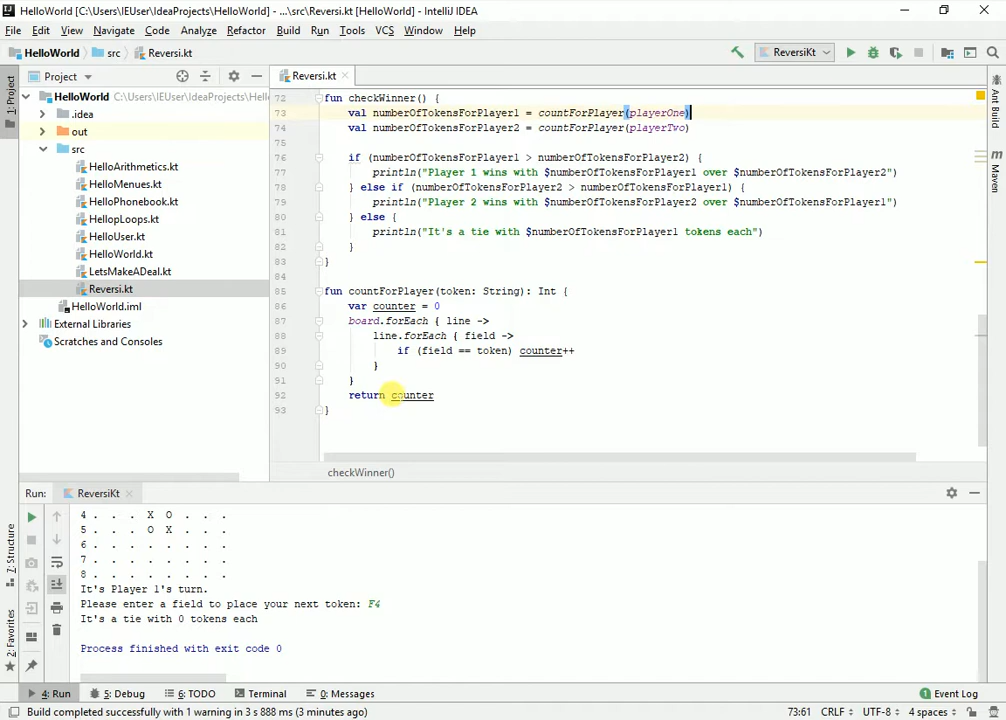 HelloWorld [C:\Users\IEUser\IdeaProjects\HelloWorld] - ...\src\Reversi.kt [HelloWorld] - IntelliJ IDEA
File Edit View Navigate Code Analyze Refactor Build Run Tools VCS Window Help
HelloWorld src Reversi.kt ReversiKt
1: Project
Project
Reversi.kt
HelloWorld C:\Users\IEUser\IdeaProjects\Hell
.idea
out
src
HelloArithmetics.kt
HelloMenues.kt
HelloPhonebook.kt
HellopLoops.kt
HelloUser.kt
HelloWorld.kt
LetsMakeADeal.kt
Reversi.kt
HelloWorld.iml
External Libraries
Scratches and Consoles
72 fun checkWinner() {
73 val numberOfTokensForPlayer1 = countForPlayer(playerOne)
74 val numberOfTokensForPlayer2 = countForPlayer(playerTwo)
75
76 if (numberOfTokensForPlayer1 > numberOfTokensForPlayer2) {
77 println("Player 1 wins with $numberOfTokensForPlayer1 over $numberOfTokensForPlayer2")
78 } else if (numberOfTokensForPlayer2 > numberOfTokensForPlayer1) {
79 println("Player 2 wins with $numberOfTokensForPlayer2 over $numberOfTokensForPlayer1")
80 } else {
81 println("It's a tie with $numberOfTokensForPlayer1 tokens each")
82 }
83 }
84
85 fun countForPlayer(token: String): Int {
86 var counter = 0
87 board.forEach { line ->
88 line.forEach { field ->
89 if (field == token) counter++
90 }
91 }
92 return counter
93 }
checkWinner()
Ant Build
Maven
Run: ReversiKt
4 . . . X O . . .
5 . . . O X . . .
6 . . . . . . . .
7 . . . . . . . .
8 . . . . . . . .
It's Player 1's turn.
Please enter a field to place your next token: F4
It's a tie with 0 tokens each
Process finished with exit code 0
7: Structure
2: Favorites
4: Run 5: Debug 6: TODO Terminal 0: Messages Event Log
Build completed successfully with 1 warning in 3 s 888 ms (3 minutes ago) 73:61 CRLF UTF-8 4 spaces